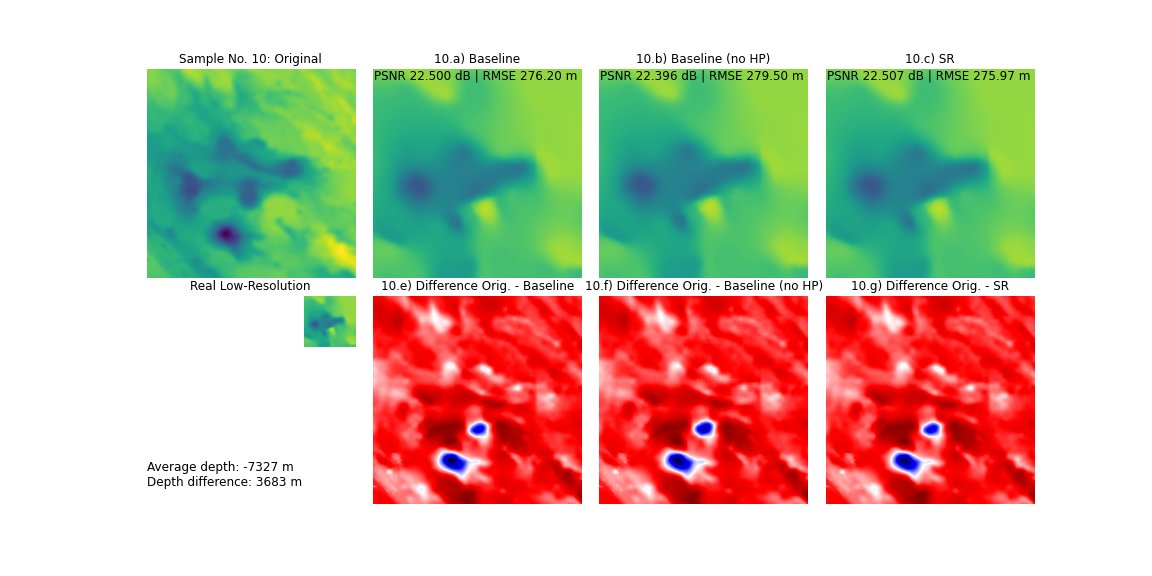 Sample No. 10: Original
10.a) Baseline
10.b) Baseline (no HP)
10.c) SR
PSNR 22.500 dB | RMSE 276.20 m
PSNR 22.396 dB | RMSE 279.50 m
PSNR 22.507 dB | RMSE 275.97 m
Real Low-Resolution
10.e) Difference Orig. - Baseline
10.f) Difference Orig. - Baseline (no HP)
10.g) Difference Orig. - SR
Average depth: -7327 m
Depth difference: 3683 m